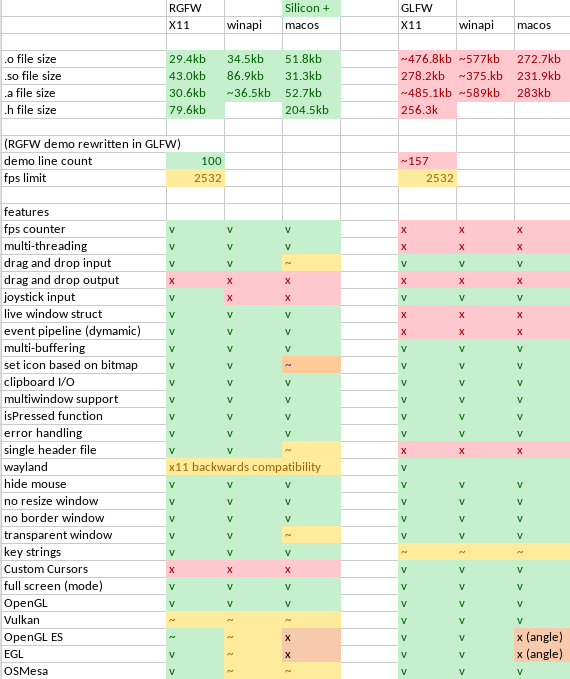 RGFW Silicon + GLFW
X11 winapi macos X11 winapi macos
.o file size 29.4kb 34.5kb 51.8kb ~476.8kb ~577kb 272.7kb
.so file size 43.0kb 86.9kb 31.3kb 278.2kb ~375.kb 231.9kb
.a file size 30.6kb ~36.5kb 52.7kb ~485.1kb ~589kb 283kb
.h file size 79.6kb 204.5kb 256.3k
(RGFW demo rewritten in GLFW)
demo line count 100 ~157
fps limit 2532 2532
features
fps counter v v v x x x
multi-threading v v v x x x
drag and drop input v v ~ v v v
drag and drop output x x x x x x
joystick input v x x v v v
live window struct v v v x x x
event pipeline (dynamic) v v v x x x
multi-buffering v v v v v v
set icon based on bitmap v v ~ v v v
clipboard I/O v v v v v v
multiwindow support v v v v v v
isPressed function v v v v v v
error handling v v v v v v
single header file v v ~ x x x
wayland x11 backwards compatibility v
hide mouse v v v v v v
no resize window v v v v v v
no border window v v v v v v
transparent window v v ~ v v v
key strings v v v ~ ~ ~
Custom Cursors x x x v v v
full screen (mode) v v v v v v
OpenGL v v v v v v
Vulkan ~ ~ ~ v v v
OpenGL ES ~ ~ x v v x (angle)
EGL v ~ x v v x (angle)
OSMesa v ~ ~ v v v